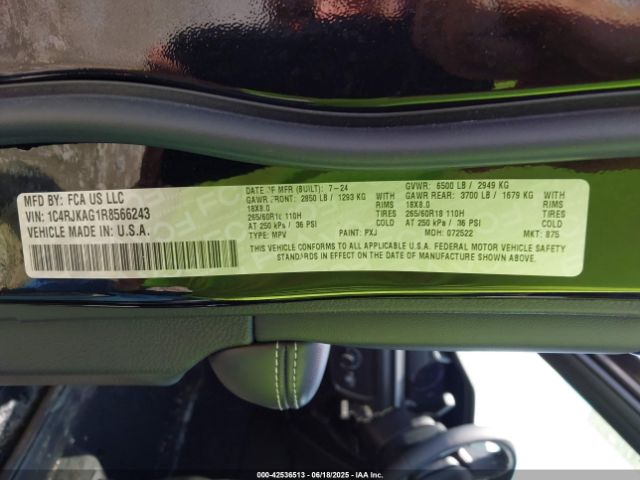 MFD BY: FCA US LLC
VIN: 1C4RJKAG1R8566243
VEHICLE MADE IN: U.S.A.
DATE OF MFR (BUILT): 7-24 GVWR: 6500 LB / 2949 KG
GAWR FRONT: 2850 LB / 1293 KG WITH GAWR REAR: 3700 LB / 1679 KG WITH
18X8.0 RIMS 18X8.0 RIMS
265/60R18 110H TIRES 265/60R18 110H TIRES
AT 250 kPa / 36 PSI COLD AT 250 kPa / 36 PSI COLD
TYPE: MPV PAINT: PXJ MDH: 072522 MKT: 875
THIS VEHICLE CONFORMS TO ALL APPLICABLE U.S.A. FEDERAL MOTOR VEHICLE SAFETY
STANDARDS IN EFFECT ON THE DATE OF MANUFACTURE SHOWN ABOVE.
000-42536513 06/18/2025 - IAA, Inc.